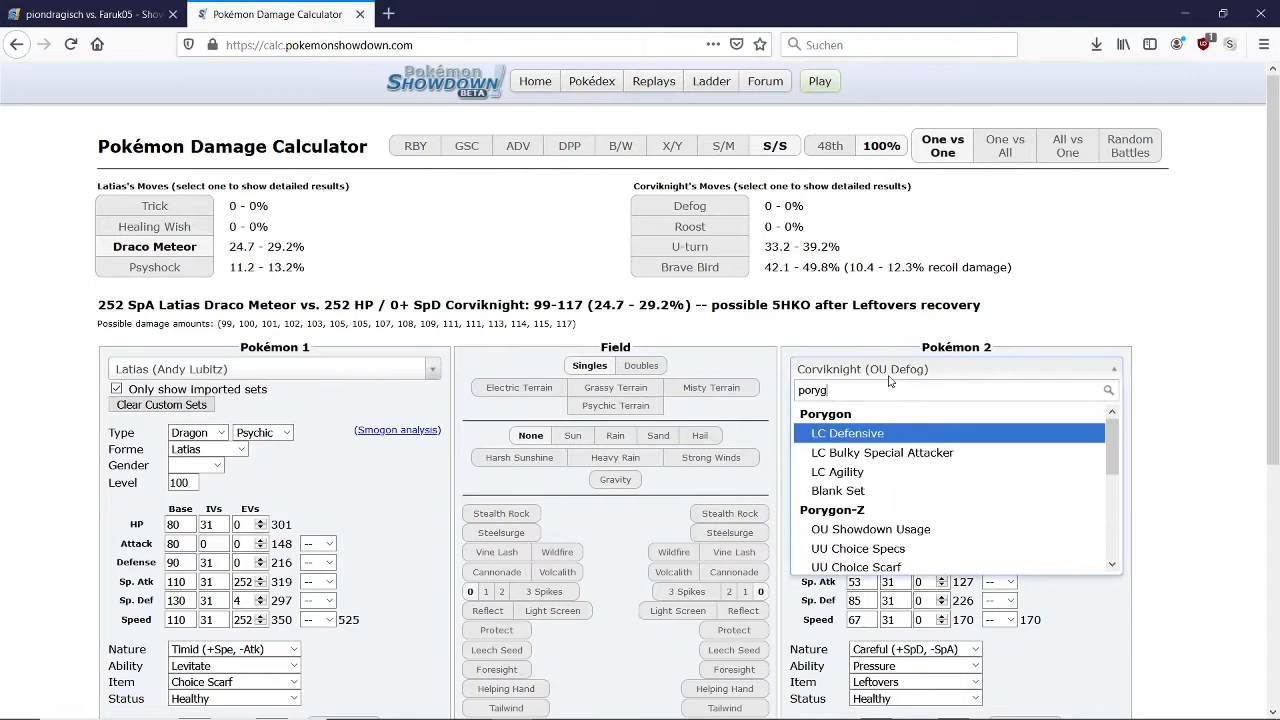 piondragisch vs. Faruk05 - Show
Pokémon Damage Calculator
https://calc.pokemonshowdown.com
Suchen
1
S
Pokémon
SHOWDOWN!
BETA
Home
Pokédex
Replays
Ladder
Forum
Play
Pokémon Damage Calculator
RBY GSC ADV DPP B/W X/Y S/M S/S 48th 100%
One vs One
One vs All
All vs One
Random Battles
Latias's Moves (select one to show detailed results)
Trick 0 - 0%
Healing Wish 0 - 0%
Draco Meteor 24.7 - 29.2%
Psyshock 11.2 - 13.2%
Corviknight's Moves (select one to show detailed results)
Defog 0 - 0%
Roost 0 - 0%
U-turn 33.2 - 39.2%
Brave Bird 42.1 - 49.8% (10.4 - 12.3% recoil damage)
252 SpA Latias Draco Meteor vs. 252 HP / 0+ SpD Corviknight: 99-117 (24.7 - 29.2%) -- possible 5HKO after Leftovers recovery
Possible damage amounts: (99, 100, 101, 102, 103, 105, 105, 107, 108, 109, 111, 111, 113, 114, 115, 117)
Pokémon 1
Latias (Andy Lubitz)
Only show imported sets
Clear Custom Sets
Type Dragon Psychic (Smogon analysis)
Forme Latias
Gender
Level 100
Base IVs EVs
HP 80 31 0 301
Attack 80 0 0 148 --
Defense 90 31 0 216 --
Sp. Atk 110 31 252 319 --
Sp. Def 130 31 4 297 --
Speed 110 31 252 350 -- 525
Nature Timid (+Spe, -Atk)
Ability Levitate
Item Choice Scarf
Status Healthy
Field
Singles Doubles
Electric Terrain Grassy Terrain Misty Terrain
Psychic Terrain
None Sun Rain Sand Hail
Harsh Sunshine Heavy Rain Strong Winds
Gravity
Stealth Rock Stealth Rock
Steelsurge Steelsurge
Vine Lash Wildfire Wildfire Vine Lash
Cannonade Volcalith Volcalith Cannonade
0 1 2 3 Spikes 3 Spikes 2 1 0
Reflect Light Screen Light Screen Reflect
Protect Protect
Leech Seed Leech Seed
Foresight Foresight
Helping Hand Helping Hand
Tailwind Tailwind
Pokémon 2
Corviknight (OU Defog)
poryg
Porygon
LC Defensive
LC Bulky Special Attacker
LC Agility
Blank Set
Porygon-Z
OU Showdown Usage
UU Choice Specs
UU Choice Scarf
Sp. Atk 53 31 0 127 --
Sp. Def 85 31 0 226 --
Speed 67 31 0 170 -- 170
Nature Careful (+SpD, -SpA)
Ability Pressure
Item Leftovers
Status Healthy